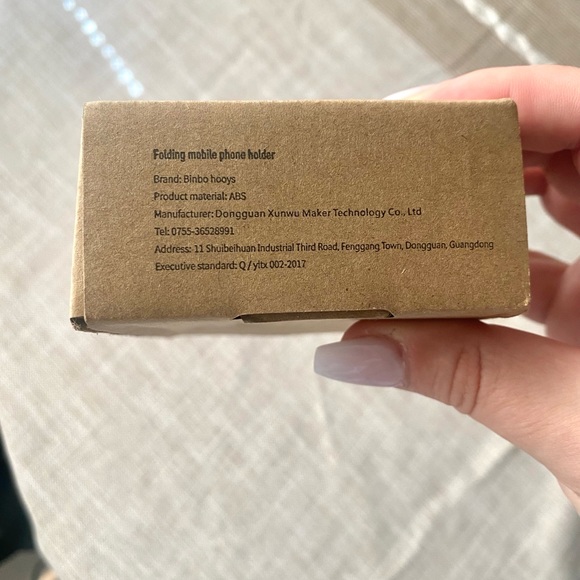 Folding mobile phone holder
Brand: Binbo hooys
Product material: ABS
Manufacturer: Dongguan Xunwu Maker Technology Co., Ltd
Tel: 0755-36528991
Address: 11 Shuibeihuan Industrial Third Road, Fenggang Town, Dongguan, Guangdong
Executive standard: Q / yltx 002-2017